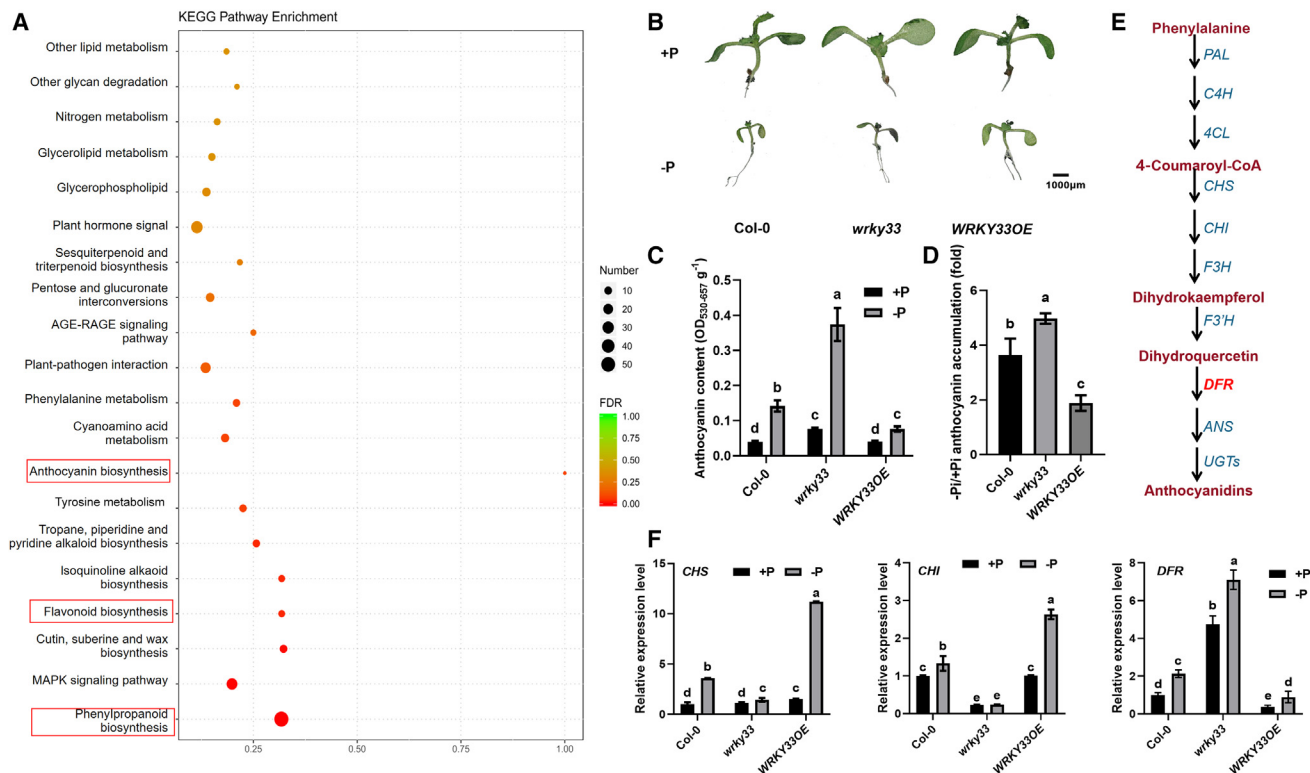 A
KEGG Pathway Enrichment
Other lipid metabolism
Other glycan degradation
Nitrogen metabolism
Glycerolipid metabolism
Glycerophospholipid
Plant hormone signal
Sesquiterpenoid and
triterpenoid biosynthesis
Pentose and glucuronate
interconversions
AGE-RAGE signaling
pathway
Plant-pathogen interaction
Phenylalanine metabolism
Cyanoamino acid
metabolism
Anthocyanin biosynthesis
Tyrosine metabolism
Tropane, piperidine and
pyridine alkaloid biosynthesis
Isoquinoline alkaoid
biosynthesis
Flavonoid biosynthesis
Cutin, suberine and wax
biosynthesis
MAPK signaling pathway
Phenylpropanoid
biosynthesis
0.25
0.50
0.75
1.00
Number
10
20
30
40
50
FDR
1.00
0.75
0.50
0.25
0.00
B
+P
-P
1000μm
Col-0
wrky33
WRKY33OE
C
Anthocyanin content (OD530-657 g-1)
0.5
0.4
0.3
0.2
0.1
0.0
+P
-P
d
b
c
a
d
c
Col-0
wrky33
WRKY33OE
D
-Pi/+Pi anthocyanin accumulation (fold)
6
4
2
0
b
a
c
Col-0
wrky33
WRKY33OE
E
Phenylalanine
PAL
C4H
4CL
4-Coumaroyl-CoA
CHS
CHI
F3H
Dihydrokaempferol
F3'H
Dihydroquercetin
DFR
ANS
UGTs
Anthocyanidins
F
Relative expression level
15
10
5
0
CHS
+P
-P
d
b
d
c
c
a
Col-0
wrky33
WRKY33OE
Relative expression level
4
3
2
1
0
CHI
+P
-P
c
b
e
e
c
a
Col-0
wrky33
WRKY33OE
Relative expression level
8
6
4
2
0
DFR
+P
-P
d
c
b
a
e
d
Col-0
wrky33
WRKY33OE